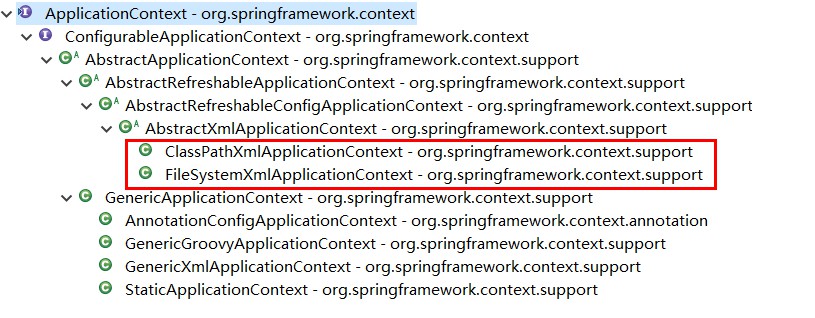 ApplicationContext - org.springframework.context
ConfigurableApplicationContext - org.springframework.context
AbstractApplicationContext - org.springframework.context.support
AbstractRefreshableApplicationContext - org.springframework.context.support
AbstractRefreshableConfigApplicationContext - org.springframework.context.support
AbstractXmlApplicationContext - org.springframework.context.support
ClassPathXmlApplicationContext - org.springframework.context.support
FileSystemXmlApplicationContext - org.springframework.context.support
GenericApplicationContext - org.springframework.context.support
AnnotationConfigApplicationContext - org.springframework.context.annotation
GenericGroovyApplicationContext - org.springframework.context.support
GenericXmlApplicationContext - org.springframework.context.support
StaticApplicationContext - org.springframework.context.support